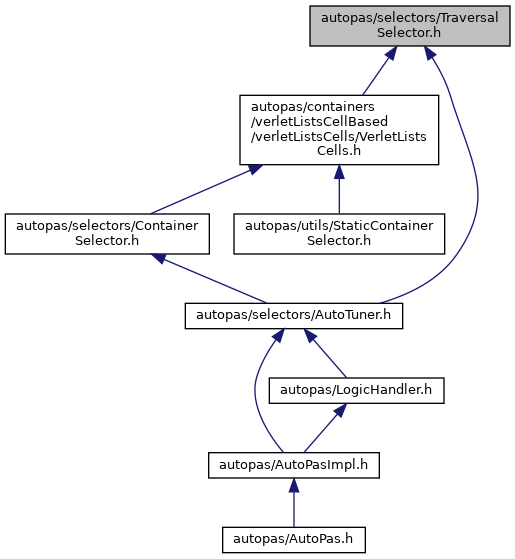 autopas/selectors/Traversal
Selector.h
autopas/containers
/verletListsCellBased
/verletListsCells/VerletLists
Cells.h
autopas/selectors/Container
Selector.h
autopas/utils/StaticContainer
Selector.h
autopas/selectors/AutoTuner.h
autopas/LogicHandler.h
autopas/AutoPasImpl.h
autopas/AutoPas.h